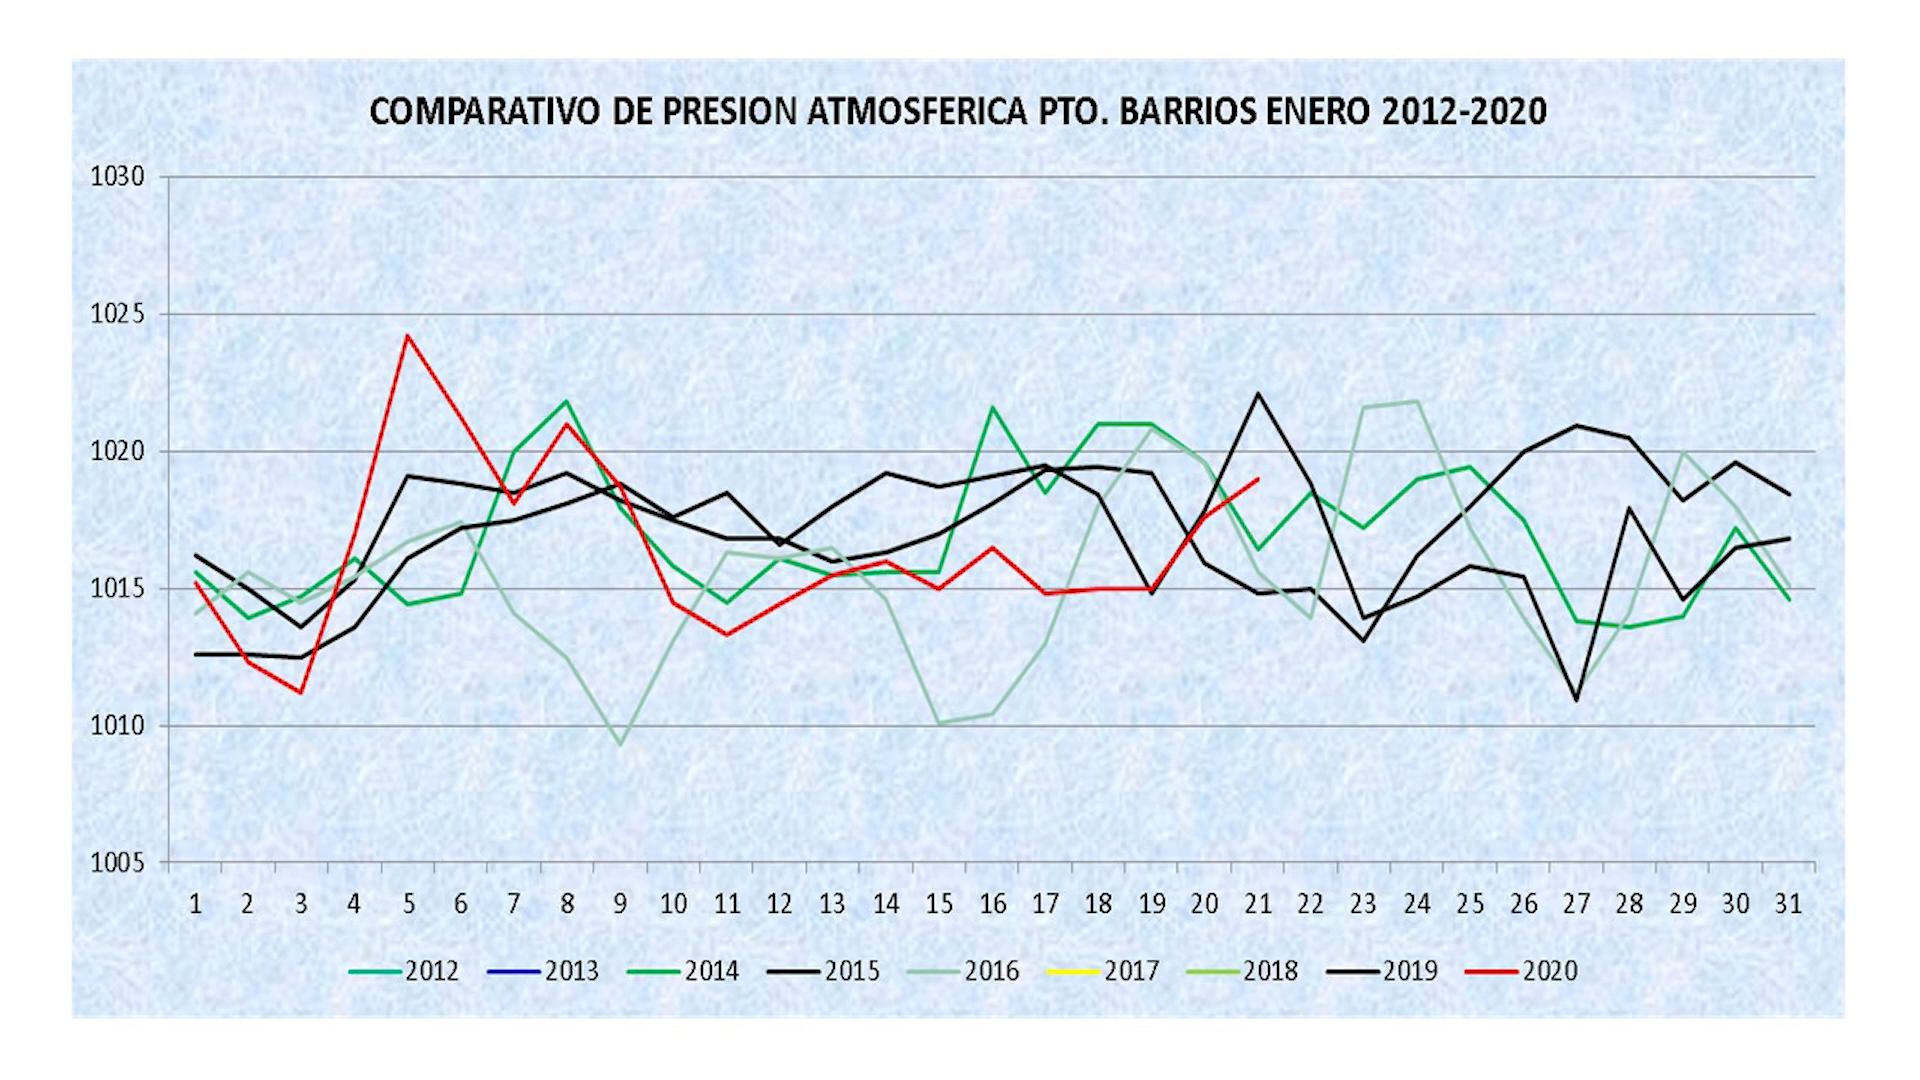 COMPARATIVO DE PRESION ATMOSFERICA PTO. BARRIOS ENERO 2012-2020
1030
1025
1020
1015
1010
1005
1 2 3 4 5 6 7 8 9 10 11 12 13 14 15 16 17 18 19 20 21 22 23 24 25 26 27 28 29 30 31
2012 2013 2014 2015 2016 2017 2018 2019 2020